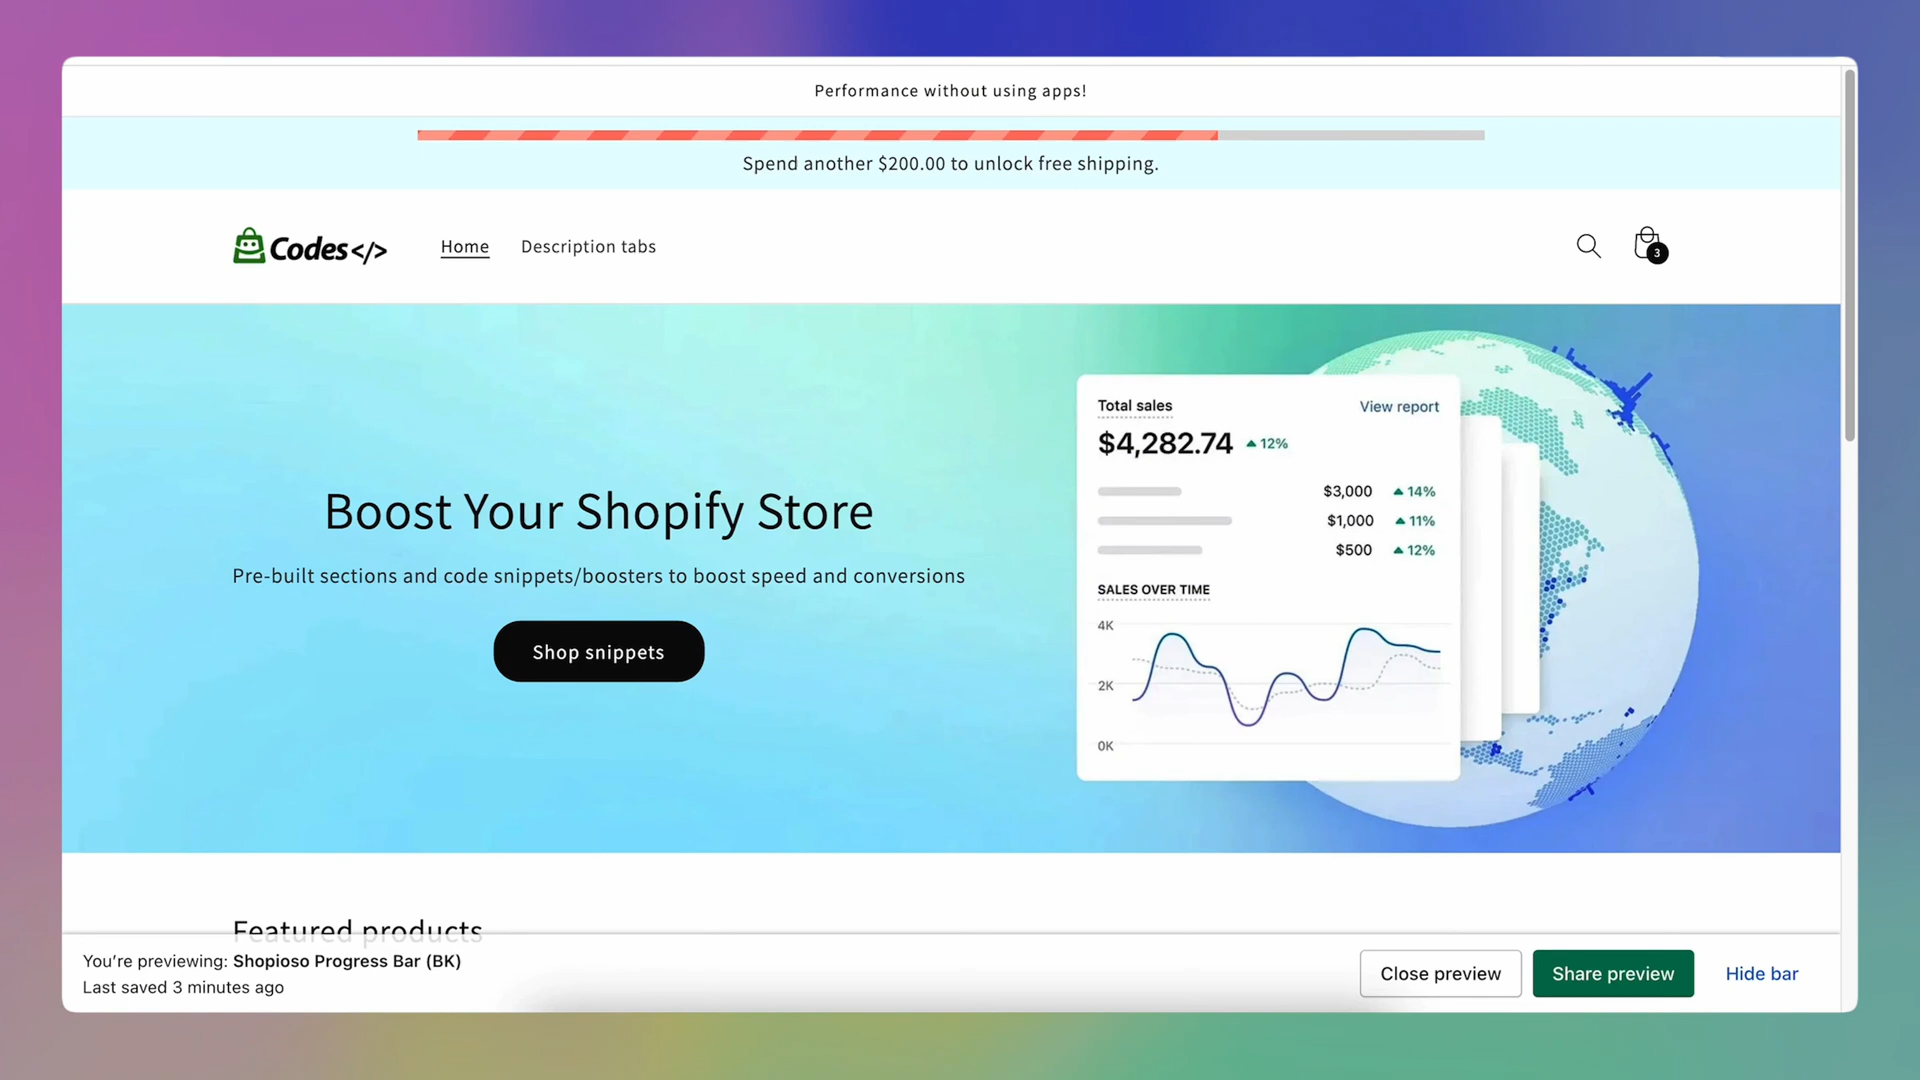 Performance without using apps!
Spend another $200.00 to unlock free shipping.
Codes</>
Home
Description tabs
3
Boost Your Shopify Store
Pre-built sections and code snippets/boosters to boost speed and conversions
Shop snippets
Total sales
View report
$4,282.74
12%
$3,000
14%
$1,000
11%
$500
12%
SALES OVER TIME
4K
2K
0K
Featured products
You’re previewing: Shopioso Progress Bar (BK)
Last saved 3 minutes ago
Close preview
Share preview
Hide bar